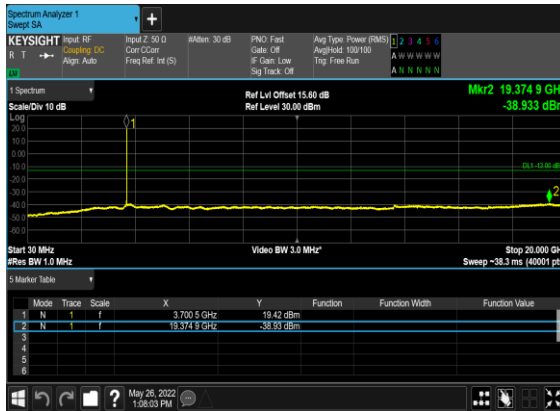 Spectrum Analyzer 1
Swept SA
+
KEYSIGHT
R T
Input: RF
Coupling: DC
Align: Auto
Input Z: 50 Ω
Corr CCorr
Freq Ref: Int (S)
#Atten: 30 dB
PNO: Fast
Gate: Off
IF Gain: Low
Sig Track: Off
Avg Type: Power (RMS)
Avg|Hold: 100/100
Trig: Free Run
1 2 3 4 5 6
A W W W W W
A N N N N N
1 Spectrum
Scale/Div 10 dB
Ref Lvl Offset 15.60 dB
Ref Level 30.00 dBm
Mkr2 19.374 9 GH
-38.933 dBr
Log
20.0
10.0
0.00
-10.0
-20.0
-30.0
-40.0
-50.0
-60.0
1
DL1 -13.00 dB
2
Start 30 MHz
#Res BW 1.0 MHz
Video BW 3.0 MHz*
Stop 20.000 GH
Sweep ~38.3 ms (40001 pts
5 Marker Table
Mode Trace Scale X Y Function Function Width Function Value
1 N 1 f 3.700 5 GHz 19.42 dBm
2 N 1 f 19.374 9 GHz -38.93 dBm
3
4
5
6
?
May 26, 2022
1:08:03 PM